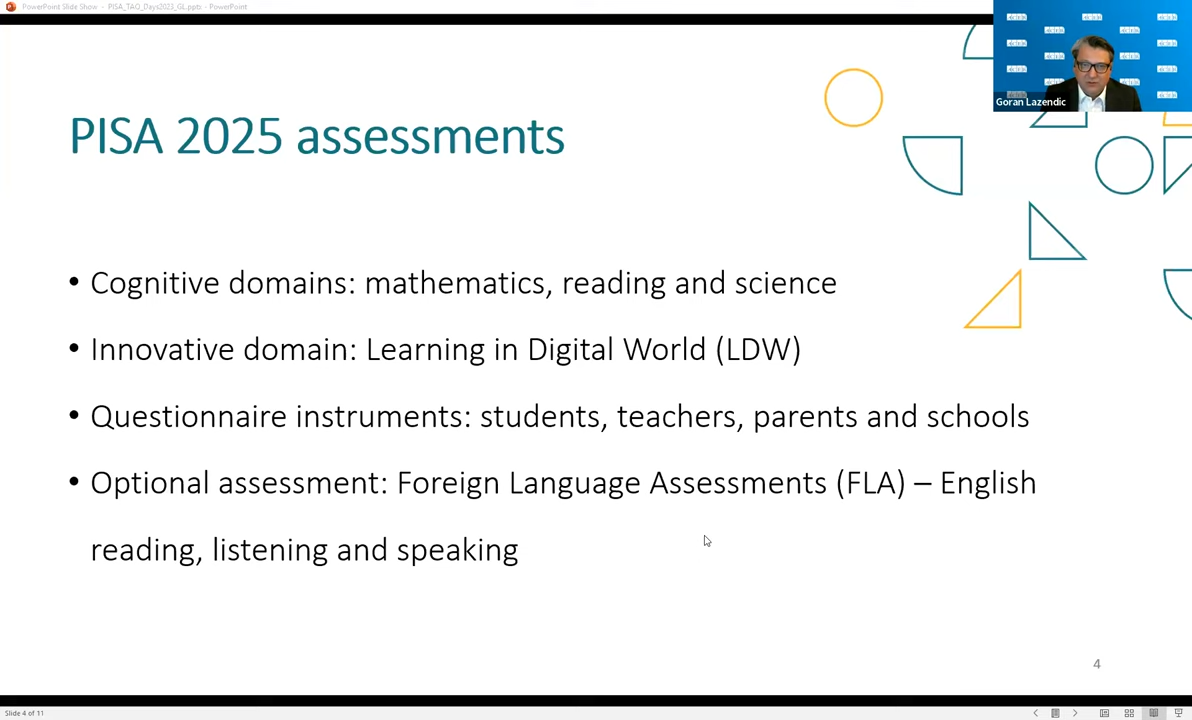 PowerPoint Slide Show - PISA_TAO_Days2023_GL.pptx - PowerPoint
Goran Lazendic
PISA 2025 assessments
• Cognitive domains: mathematics, reading and science
• Innovative domain: Learning in Digital World (LDW)
• Questionnaire instruments: students, teachers, parents and schools
• Optional assessment: Foreign Language Assessments (FLA) – English
reading, listening and speaking
4
Slide 4 of 11